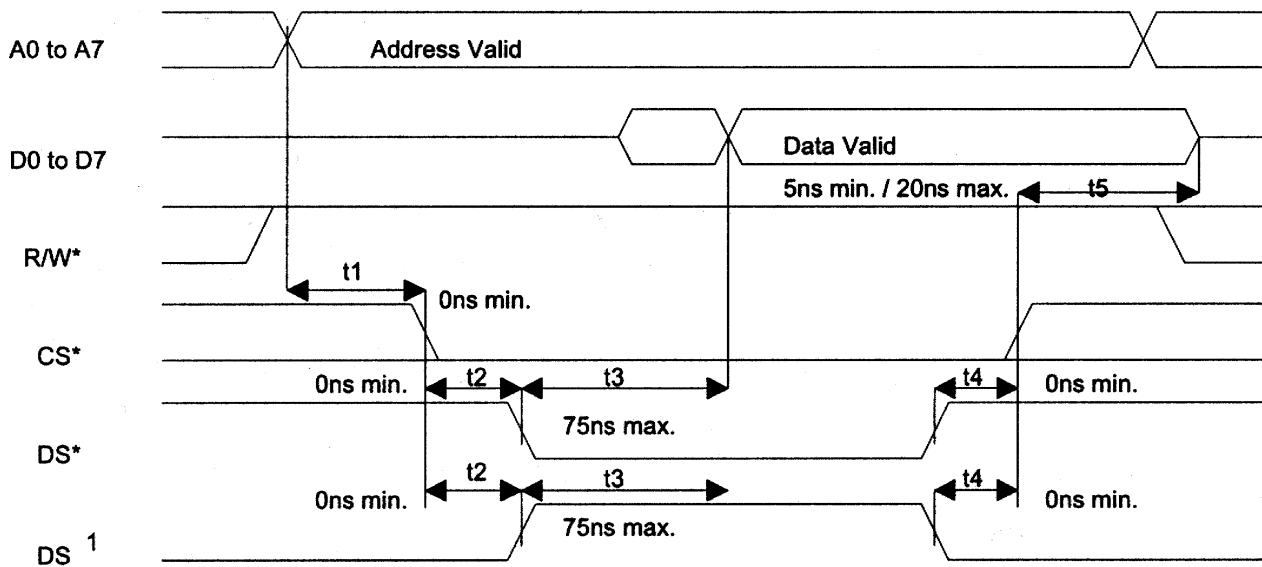 A0 to A7
Address Valid
D0 to D7
Data Valid
5ns min. / 20ns max.
t5
R/W*
t1
0ns min.
CS*
0ns min.
t2
t3
t4
0ns min.
75ns max.
DS*
0ns min.
t2
t3
t4
0ns min.
75ns max.
DS 1